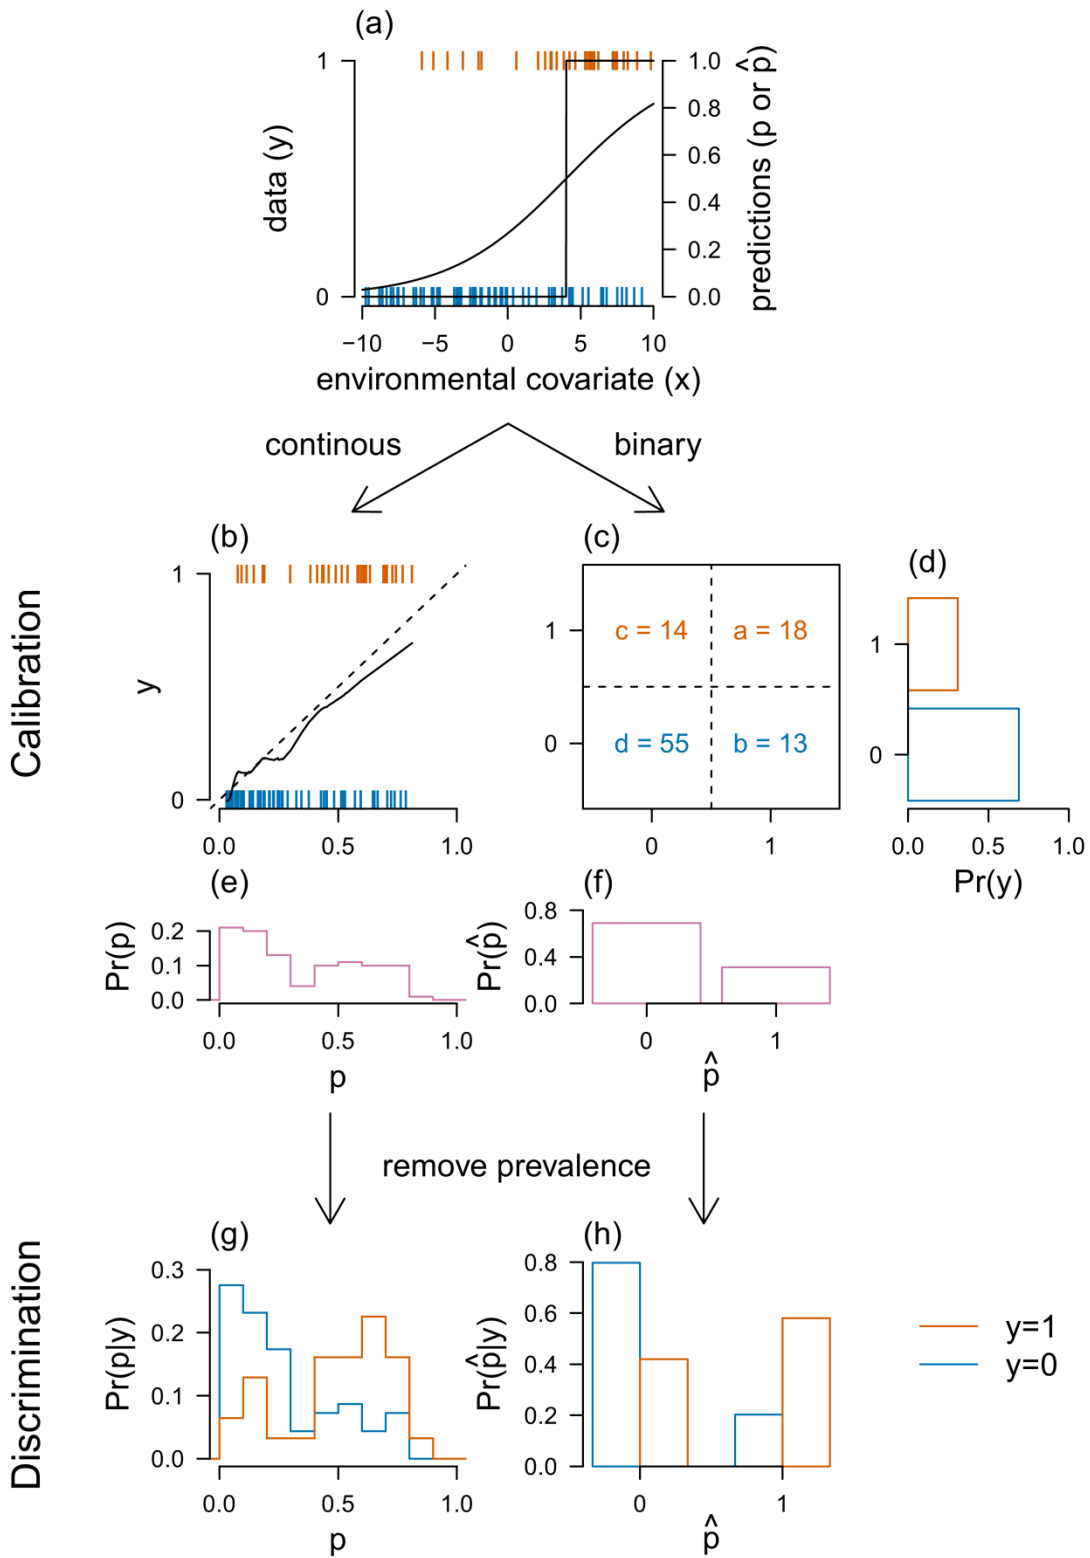 (a)
data (y)
1
0
1.0
0.8
0.6
0.4
0.2
0.0
predictions (p or p̂)
−10 −5 0 5 10
environmental covariate (x)
continous
binary
Calibration
(b)
y
1
0
0.0 0.5 1.0
(c)
1
0
c = 14 a = 18
d = 55 b = 13
0 1
(d)
1
0
0.0 0.5 1.0
Pr(y)
(e)
Pr(p)
0.2
0.1
0.0
0.0 0.5 1.0
p
(f)
Pr(p̂)
0.8
0.4
0.0
0 1
p̂
remove prevalence
Discrimination
(g)
Pr(p|y)
0.3
0.2
0.1
0.0
0.0 0.5 1.0
p
(h)
Pr(p̂|y)
0.8
0.6
0.4
0.2
0.0
0 1
p̂
y=1
y=0